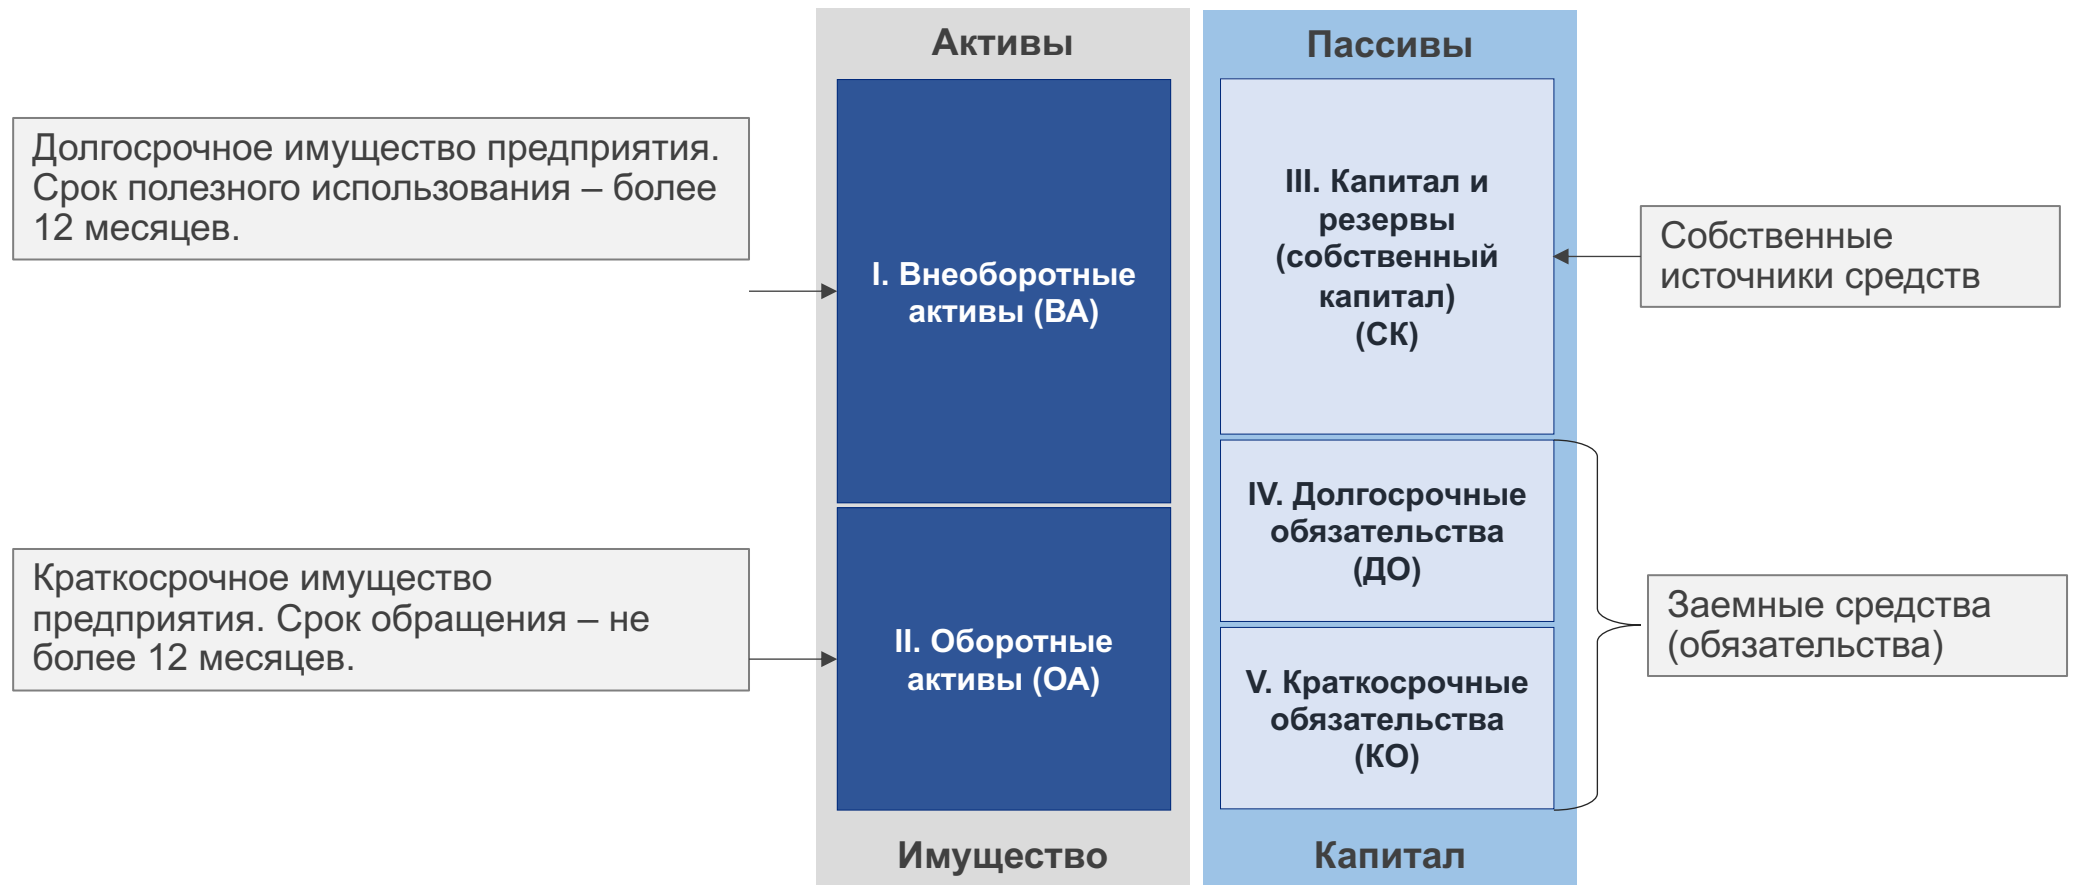 Активы
Пассивы
Долгосрочное имущество предприятия.
Срок полезного использования – более
12 месяцев.
I. Внеоборотные
активы (ВА)
III. Капитал и
резервы
(собственный
капитал)
(СК)
Собственные
источники средств
Краткосрочное имущество
предприятия. Срок обращения – не
более 12 месяцев.
II. Оборотные
активы (ОА)
IV. Долгосрочные
обязательства
(ДО)
V. Краткосрочные
обязательства
(КО)
Заемные средства
(обязательства)
Имущество
Капитал